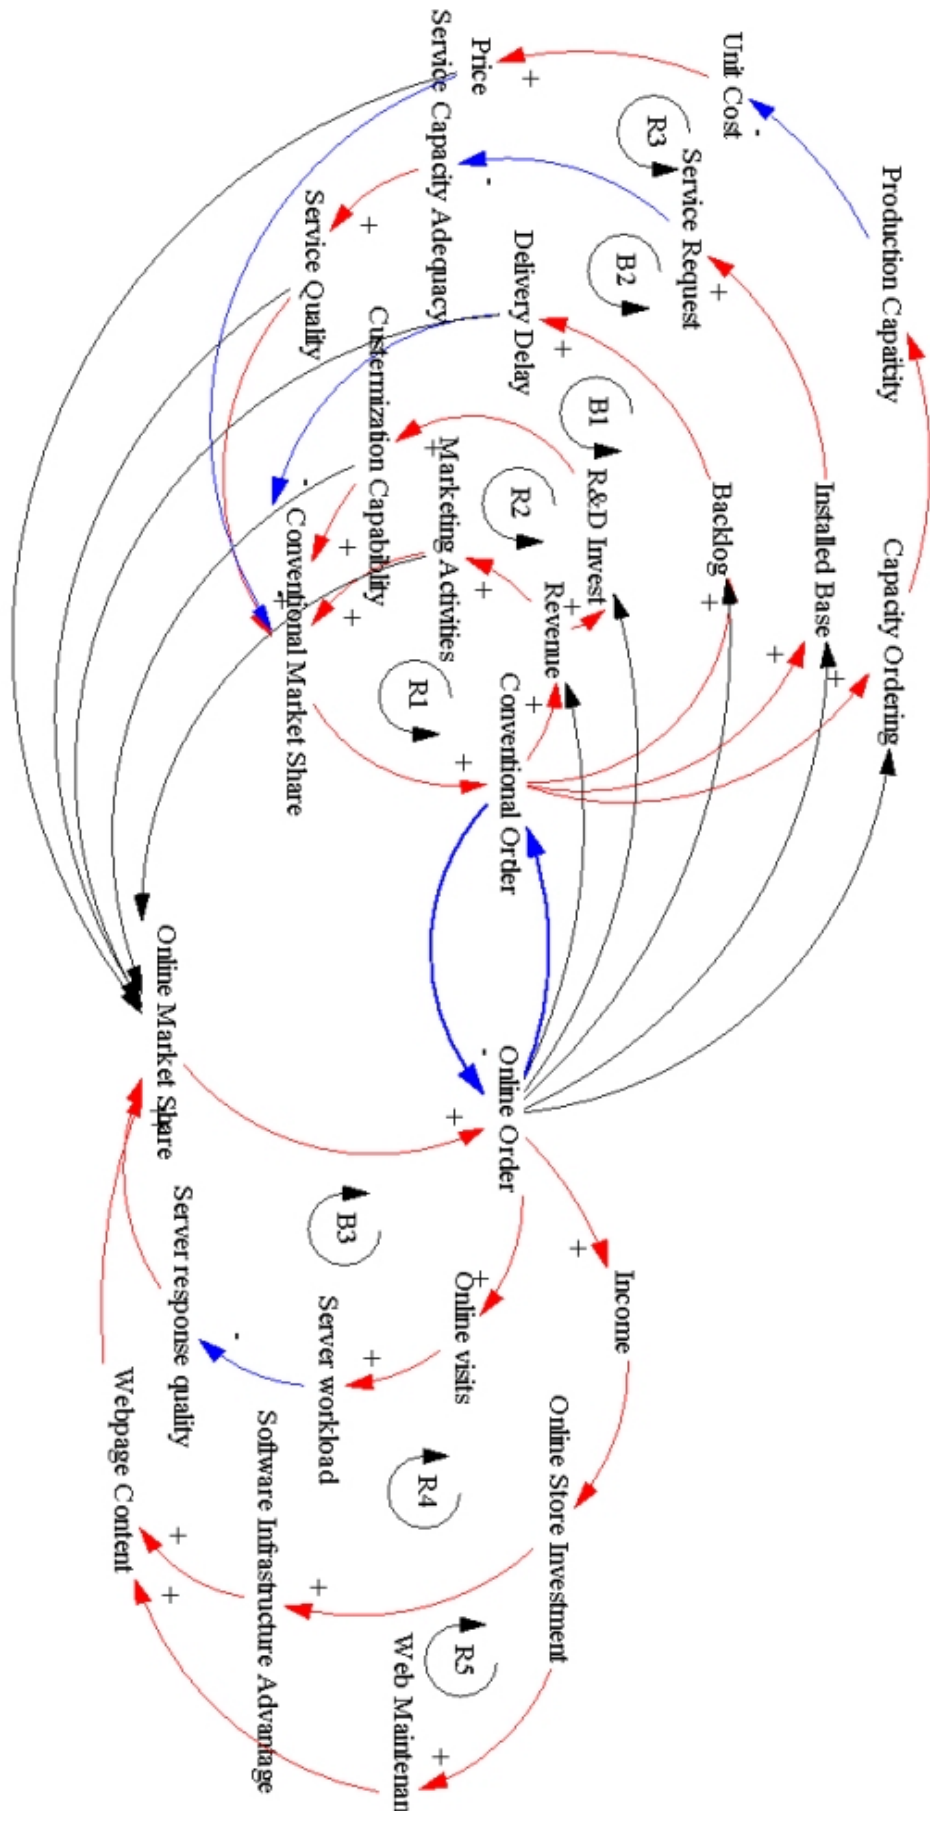 Production Capaticity
Capacity Ordering
Unit Cost
-
+
Price
R3
Service Request
+
Installed Base
+
+
Service Capacity Adequacy
-
B2
Backlog
+
+
Service Quality
Delivery Delay
+
B1
R&D Invest
+
Custermization Capabiblity
+
R2
Revenue
+
Marketing Activities
+
+
+
-
Conventional Market Share
+
R1
+
Conventional Order
Online Order
-
+
Online Market Share
+
Income
+
Online visits
+
B3
Server workload
+
Server response quality
-
Online Store Investment
R4
Software Infrastructure Advantage
+
Webpage Content
+
+
R5
Web Maintenan
+